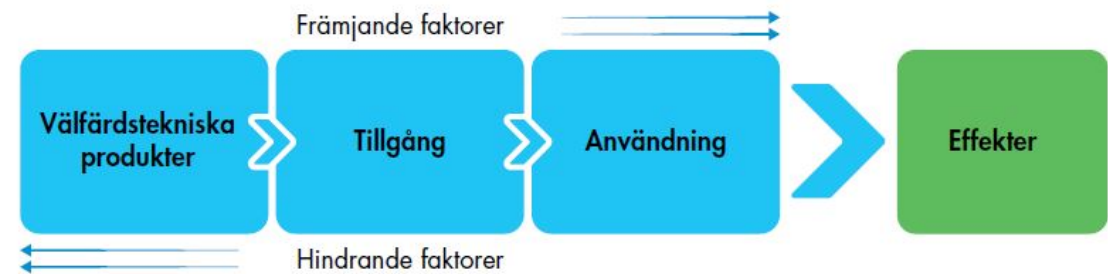 Främjande faktorer
Välfärdstekniska
produkter
Tillgång
Användning
Effekter
Hindrande faktorer